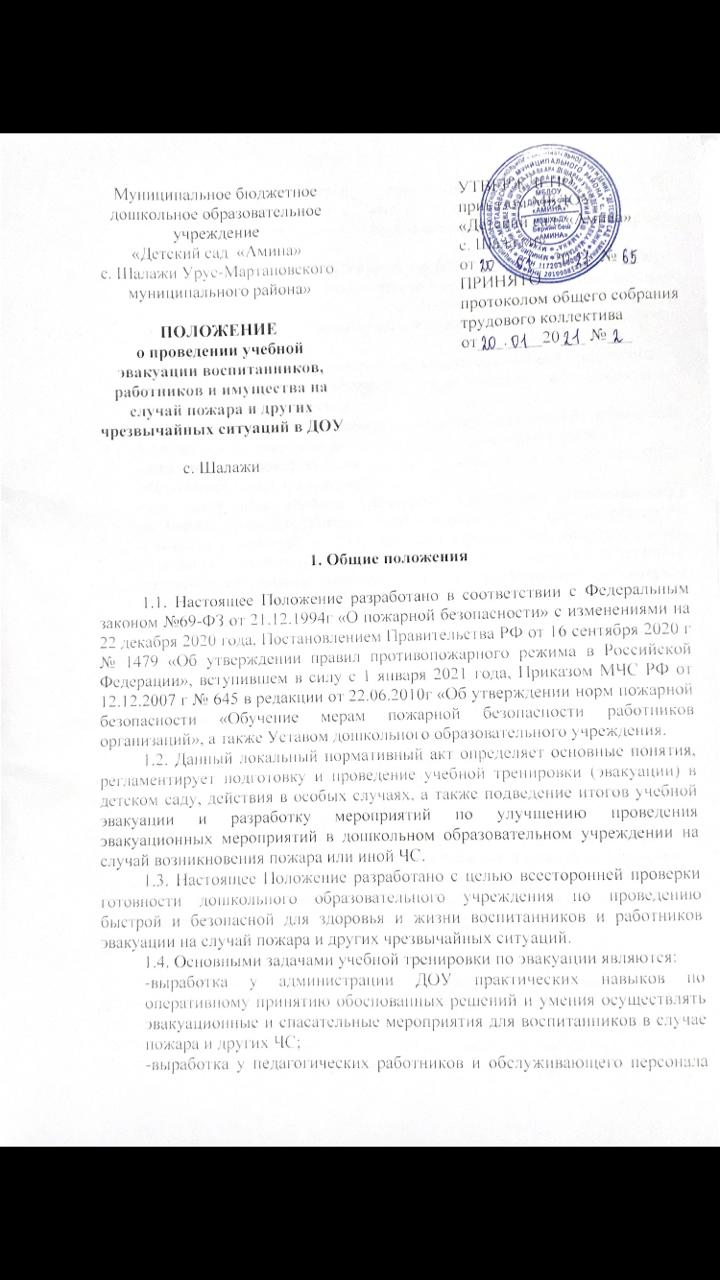 Муниципальное бюджетное
дошкольное образовательное
учреждение
«Детский сад «Амина»
с. Шалажи Урус-Мартановского
муниципального района»
ПОЛОЖЕНИЕ
о проведении учебной
эвакуации воспитанников,
работников и имущества на
случай пожара и других
чрезвычайных ситуаций в ДОУ
с. Шалажи
«Амина»
с.
от 20 № 65
ПРИНЯТО
протоколом общего собрания
трудового коллектива
от 20.01 2021 № 2
МБДОУ
«АМИНА»
Берийн беш
«АМИНА»
1. Общие положения
1.1. Настоящее Положение разработано в соответствии с Федеральным
законом №69-ФЗ от 21.12.1994г «О пожарной безопасности» с изменениями на
22 декабря 2020 года, Постановлением Правительства РФ от 16 сентября 2020 г
№ 1479 «Об утверждении правил противопожарного режима в Российской
Федерации», вступившем в силу с 1 января 2021 года, Приказом МЧС РФ от
12.12.2007 г № 645 в редакции от 22.06.2010г «Об утверждении норм пожарной
безопасности «Обучение мерам пожарной безопасности работников
организаций», а также Уставом дошкольного образовательного учреждения.
1.2. Данный локальный нормативный акт определяет основные понятия,
регламентирует подготовку и проведение учебной тренировки (эвакуации) в
детском саду, действия в особых случаях, а также подведение итогов учебной
эвакуации и разработку мероприятий по улучшению проведения
эвакуационных мероприятий в дошкольном образовательном учреждении на
случай возникновения пожара или иной ЧС.
1.3. Настоящее Положение разработано с целью всесторонней проверки
готовности дошкольного образовательного учреждения по проведению
быстрой и безопасной для здоровья и жизни воспитанников и работников
эвакуации на случай пожара и других чрезвычайных ситуаций.
1.4. Основными задачами учебной тренировки по эвакуации являются:
-выработка у администрации ДОУ практических навыков по
оперативному принятию обоснованных решений и умения осуществлять
эвакуационные и спасательные мероприятия для воспитанников в случае
пожара и других ЧС;
-выработка у педагогических работников и обслуживающего персонала